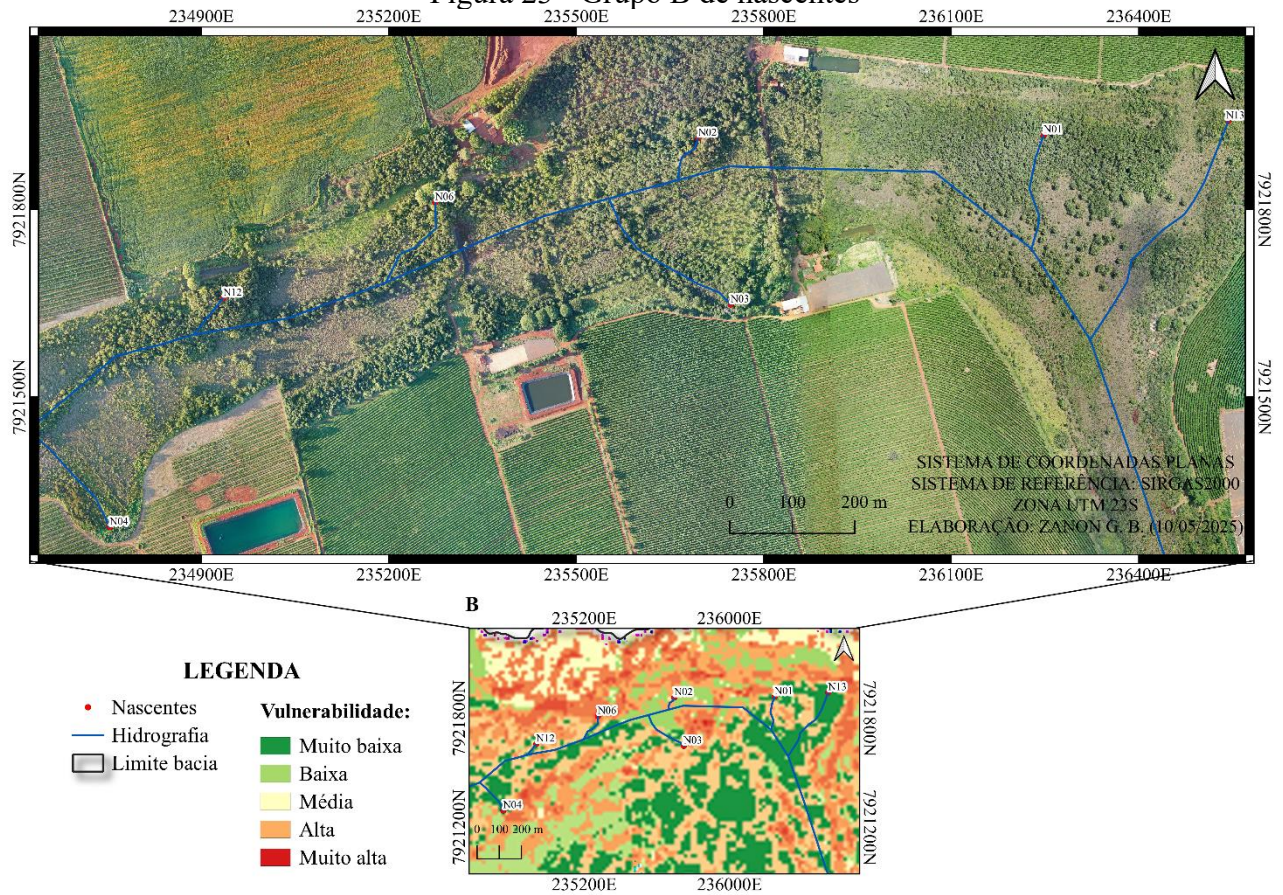 Figura 23 - Grupo B de nascentes
234900E 235200E 235500E 235800E 236100E 236400E
N13
N02
N01
N06
7921800N
7921800N
N12
N03
7921500N
7921500N
SISTEMA DE COORDENADAS PLANAS
SISTEMA DE REFERÊNCIA: SIRGAS2000
0 100 200 m
ZONA UTM 23S
N04
ELABORAÇÃO: ZANON G. B. (10/05/2025)
234900E 235200E 235500E 235800E 236100E 236400E
B
235200E 236000E
N13
N02
N01
N06
N12
N03
7921800N
7921800N
N04
7921200N
7921200N
0 100 200 m
235200E 236000E
LEGENDA
Nascentes
Hidrografia
Limite bacia
Vulnerabilidade:
Muito baixa
Baixa
Média
Alta
Muito alta